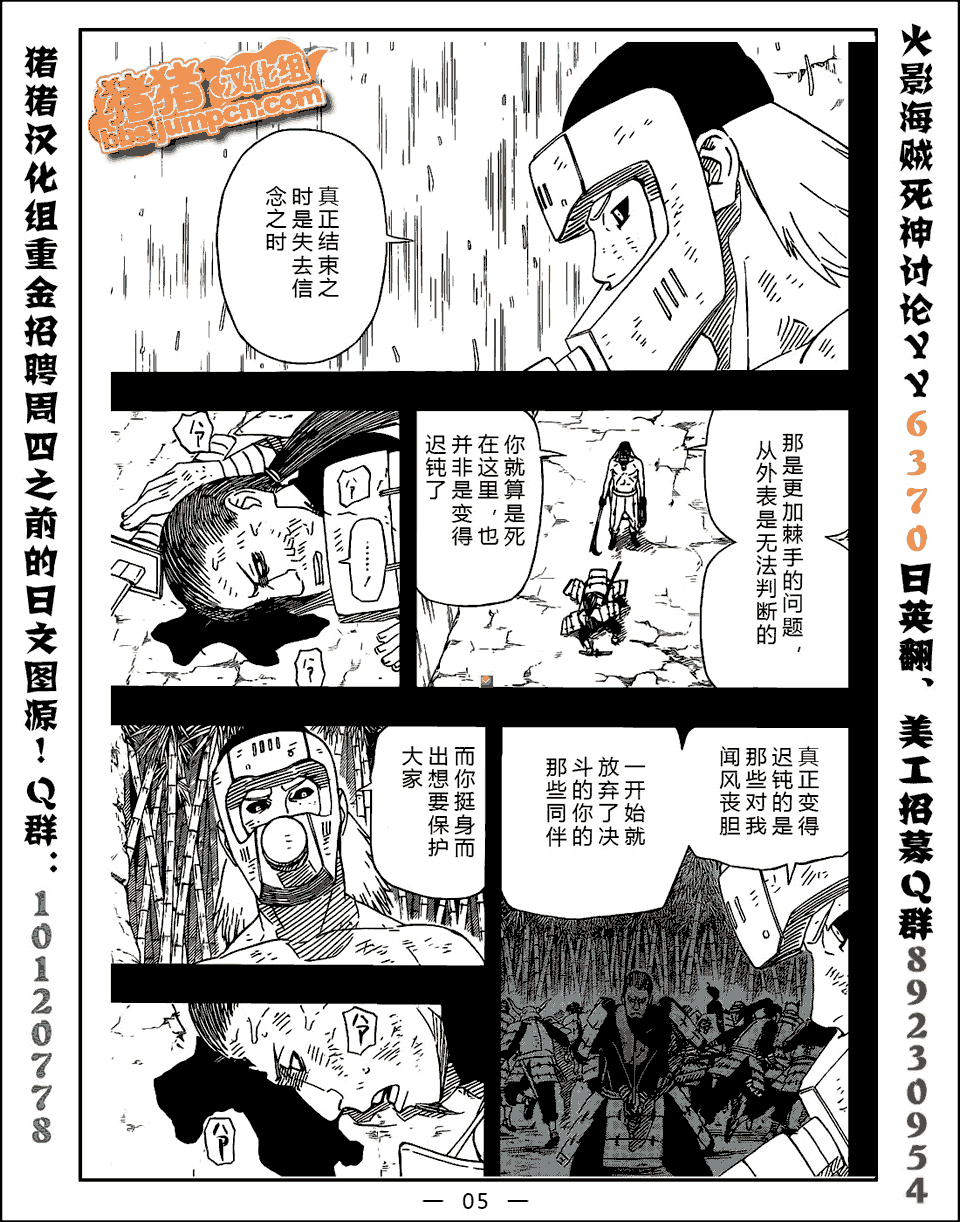 猪猪汉化组
bbs.jumpcn.com
火影海贼死神讨论YY6370日英翻、美工招募Q群89230954
猪猪汉化组重金招聘周四之前的日文图源！Q群：10120778
真正结束之
时是失去信
念之时
那是更加棘手的问题，
从外表是无法判断的
你就算是死
在这里，也
并非是变得
迟钝了
……
真正变得
迟钝的是
那些对我
闻风丧胆
一开始就
放弃了决
斗的你的
那些同伴
而你挺身而
出想要保护
大家
— 05 —